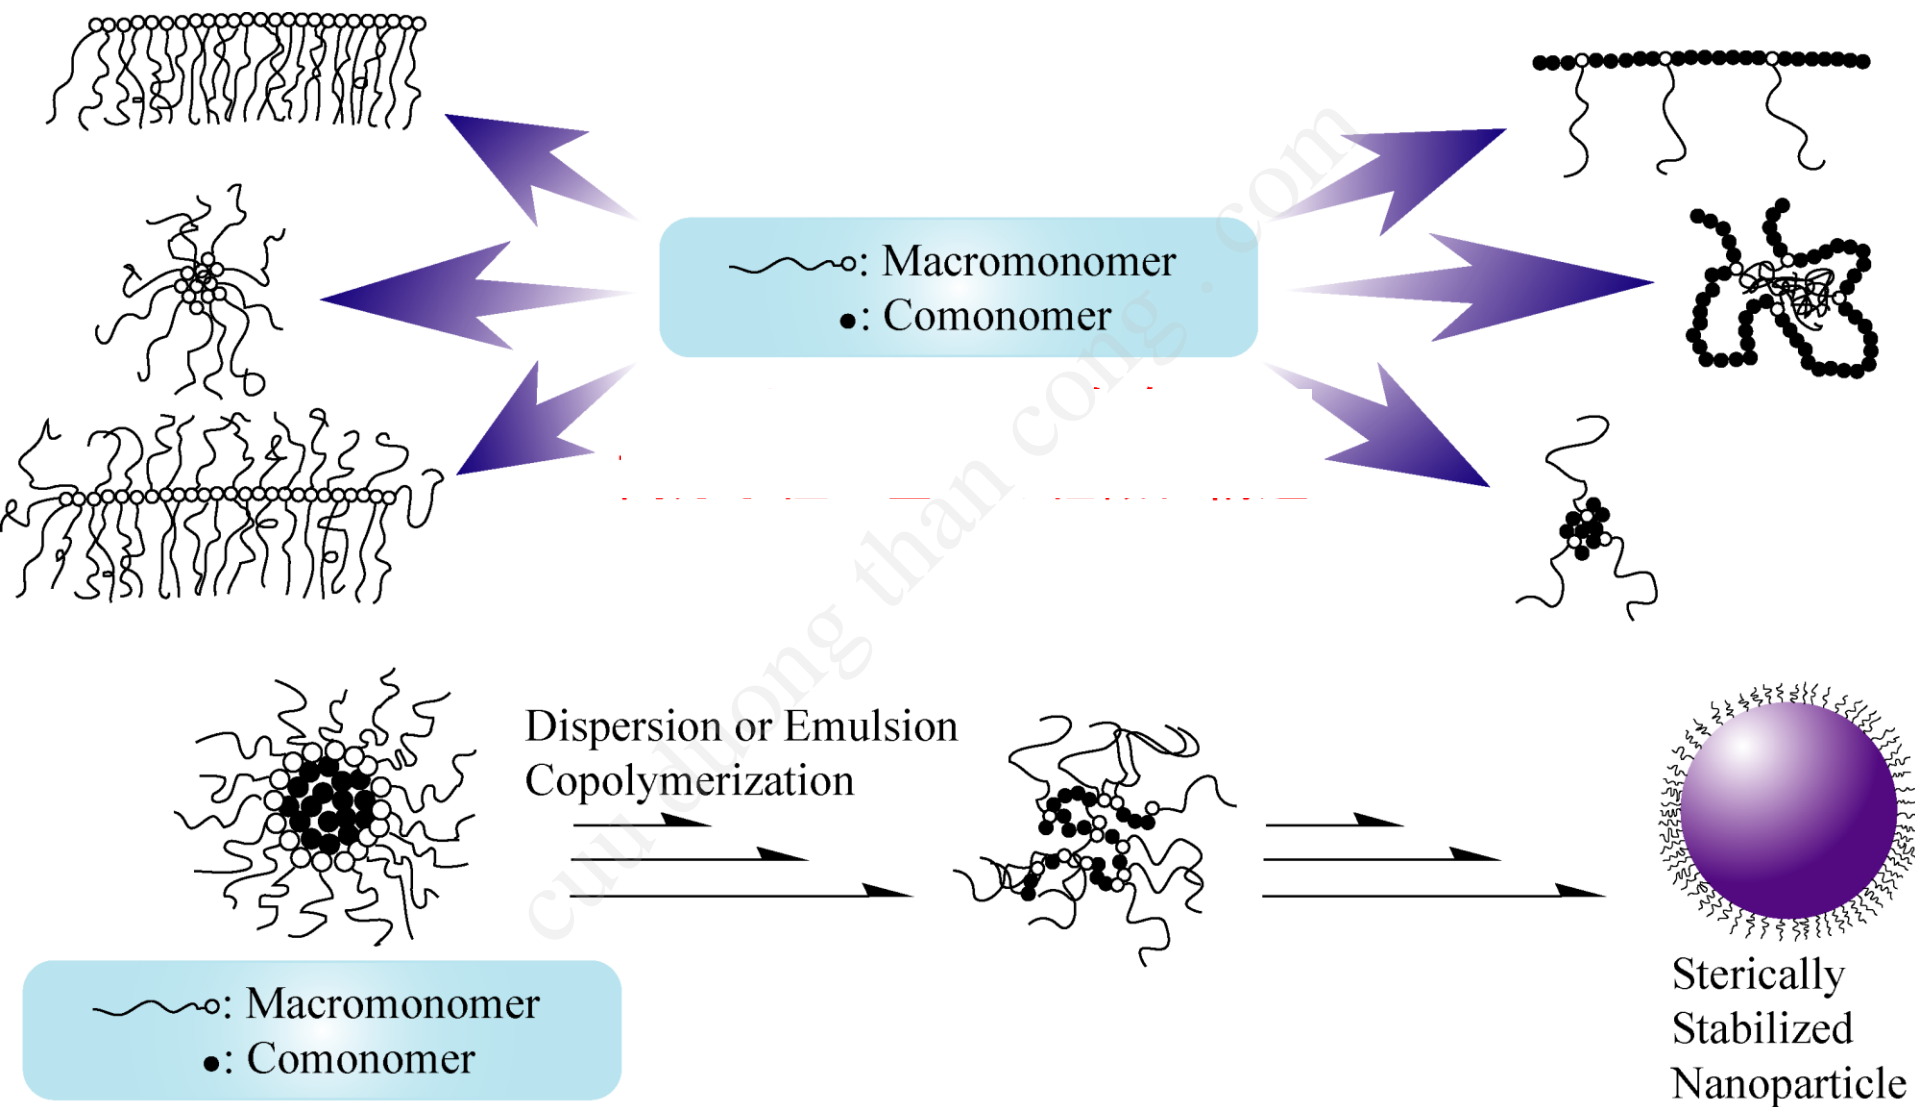 : Macromonomer
: Comonomer
Dispersion or Emulsion
Copolymerization
: Macromonomer
: Comonomer
Sterically
Stabilized
Nanoparticle
cuu duong than cong . com